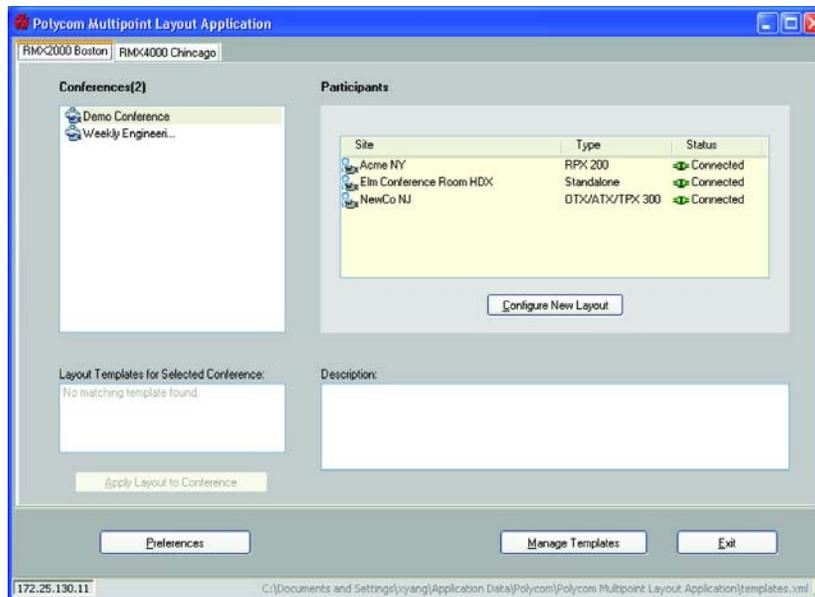 Polycom Multipoint Layout Application
RMX2000 Boston RMX4000 Chincago
Conferences(2)
Demo Conference
Weekly Engineeri...
Participants
Site Type Status
Acme NY RPX 200 Connected
Elm Conference Room HDX Standalone Connected
NewCo NJ OTX/ATX/TPX 300 Connected
Configure New Layout
Layout Templates for Selected Conference:
No matching template found.
Description:
Apply Layout to Conference
Preferences Manage Templates Exit
172.25.130.11 C:\Documents and Settings\xyang\Application Data\Polycom\Polycom Multipoint Layout Application\templates.xml